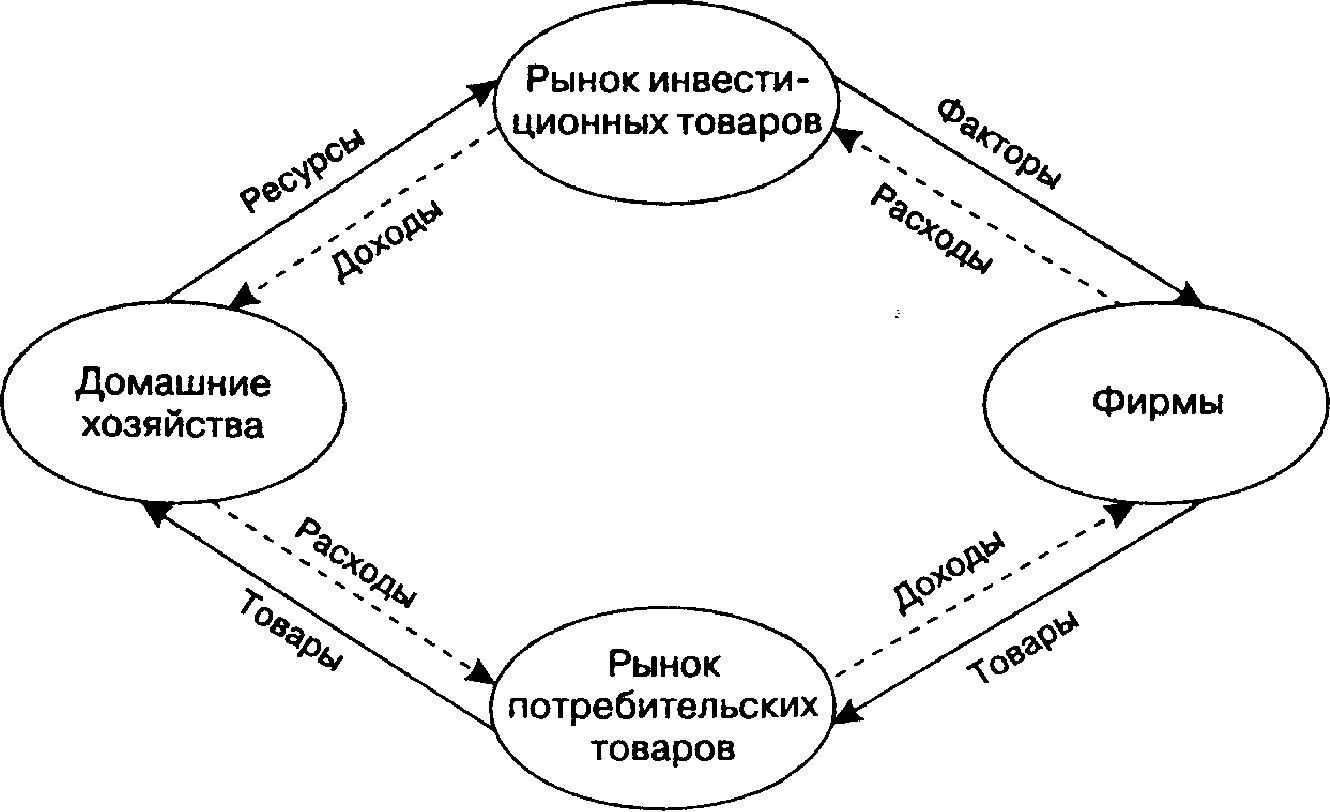 Рынок инвести-
ционных товаров
Ресурсы
Доходы
Факторы
Расходы
Домашние
хозяйства
Фирмы
Расходы
Товары
Доходы
Товары
Рынок
потребительских
товаров